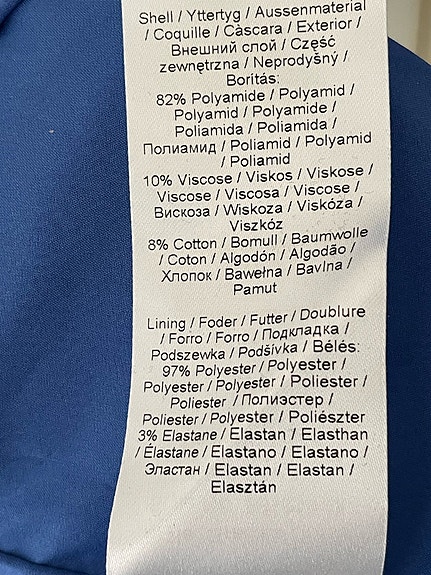 Shell / Yttertyg / Aussenmaterial
/ Coquille / Cáscara / Exterior /
Внешний слой / Część
zewnętrzna / Neprodyšný /
Borítás:
82% Polyamide / Polyamid /
Polyamid / Polyamide /
Poliamida / Poliamida /
Полиамид / Poliamid / Polyamid
/ Poliamid
10% Viscose / Viskos / Viskose /
Viscose / Viscosa / Viscose /
Вискоза / Wiskoza / Viskóza /
Viszkóz
8% Cotton / Bomull / Baumwolle
/ Coton / Algodón / Algodão /
Хлопок / Bawełna / Bavlna /
Pamut
Lining / Foder / Futter / Doublure
/ Forro / Forro / Подкладка /
Podszewka / Podšívka / Bélés:
97% Polyester / Polyester /
Polyester / Polyester / Poliester /
Poliester / Полиэстер /
Poliester / Polyester / Poliészter
3% Elastane / Elastan / Elasthan
/ Élastane / Elastano / Elastano /
Эластан / Elastan / Elastan /
Elasztán